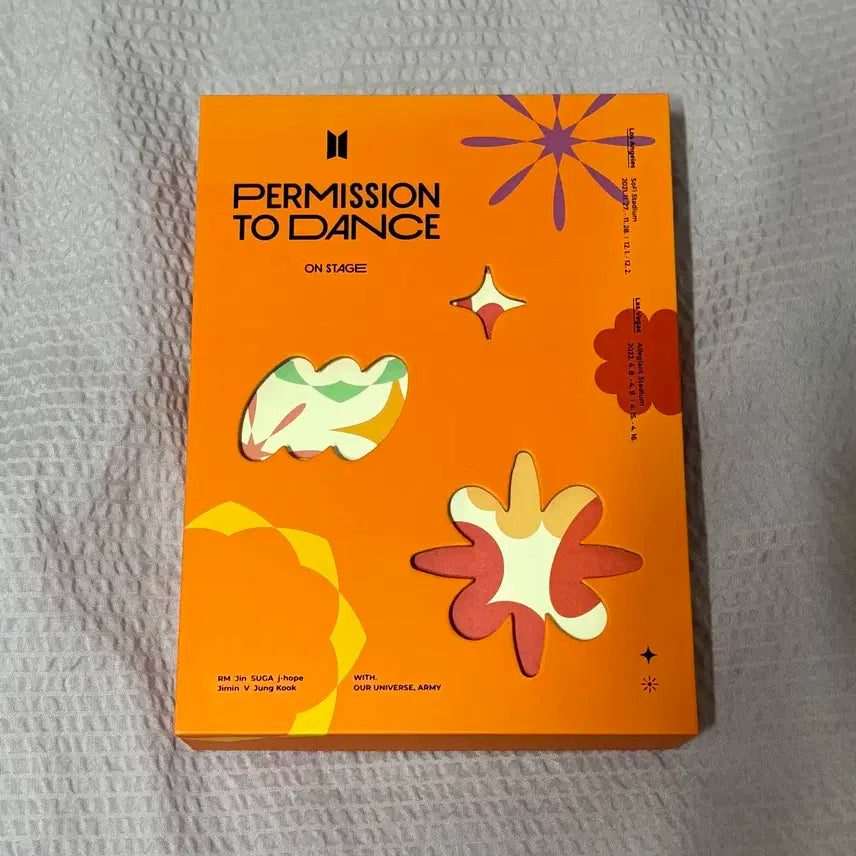 PERMISSION
TO DANCE
ON STAGE
Los Angeles
SoFi Stadium
2021. 11. 27. - 11. 28. | 12. 1. - 12. 2.
Las Vegas
Allegiant Stadium
2022. 4. 8. - 4. 9. | 4. 15. - 4. 16.
RM Jin SUGA j-hope
Jimin V Jung Kook
WITH.
OUR UNIVERSE, ARMY